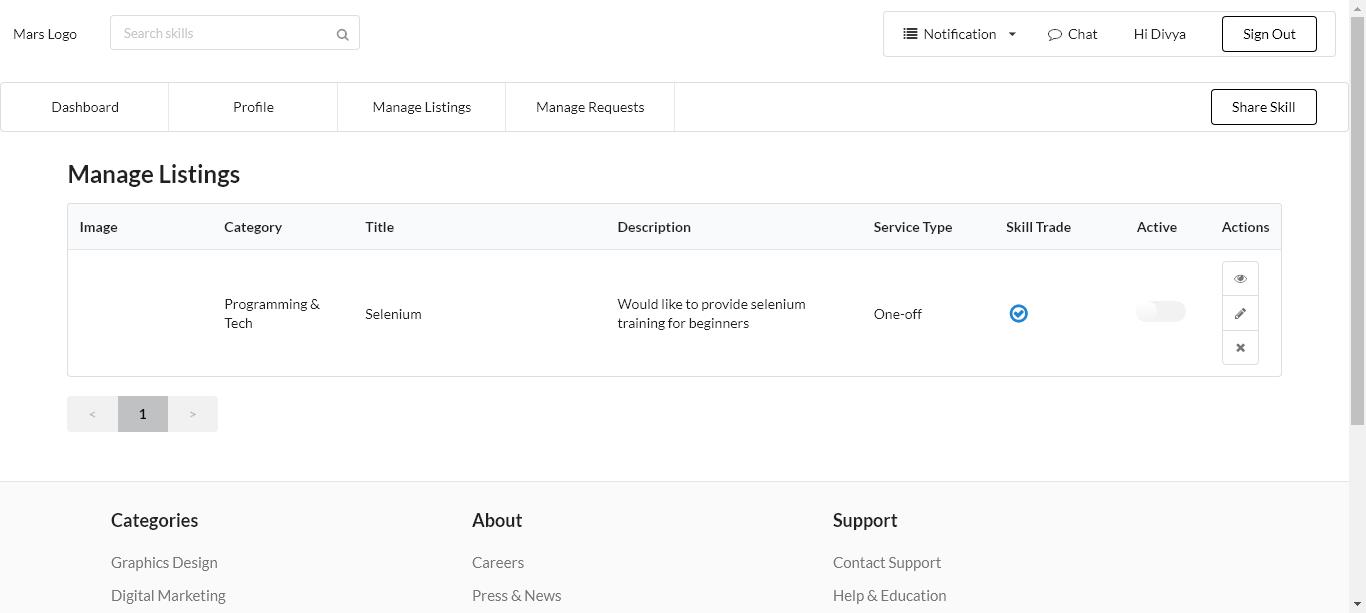 Mars Logo
Search skills
Notification
Chat
Hi Divya
Sign Out
Dashboard
Profile
Manage Listings
Manage Requests
Share Skill
Manage Listings
Image Category Title Description Service Type Skill Trade Active Actions
Programming &
Tech
Selenium
Would like to provide selenium
training for beginners
One-off
< 1 >
Categories
Graphics Design
Digital Marketing
About
Careers
Press & News
Support
Contact Support
Help & Education